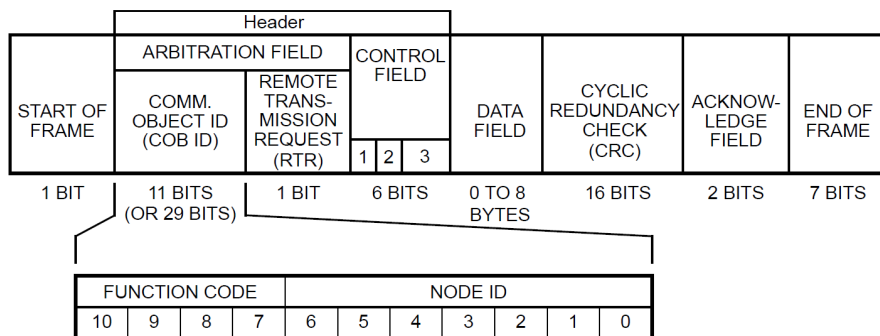 Header
ARBITRATION FIELD
CONTROL
FIELD
START OF
FRAME
COMM.
OBJECT ID
(COB ID)
REMOTE
TRANS-
MISSION
REQUEST
(RTR)
1 2 3
DATA
FIELD
CYCLIC
REDUNDANCY
CHECK
(CRC)
ACKNOW-
LEDGE
FIELD
END OF
FRAME
1 BIT
11 BITS
(OR 29 BITS)
1 BIT
6 BITS
0 TO 8
BYTES
16 BITS
2 BITS
7 BITS
FUNCTION CODE
NODE ID
10 9 8 7 6 5 4 3 2 1 0